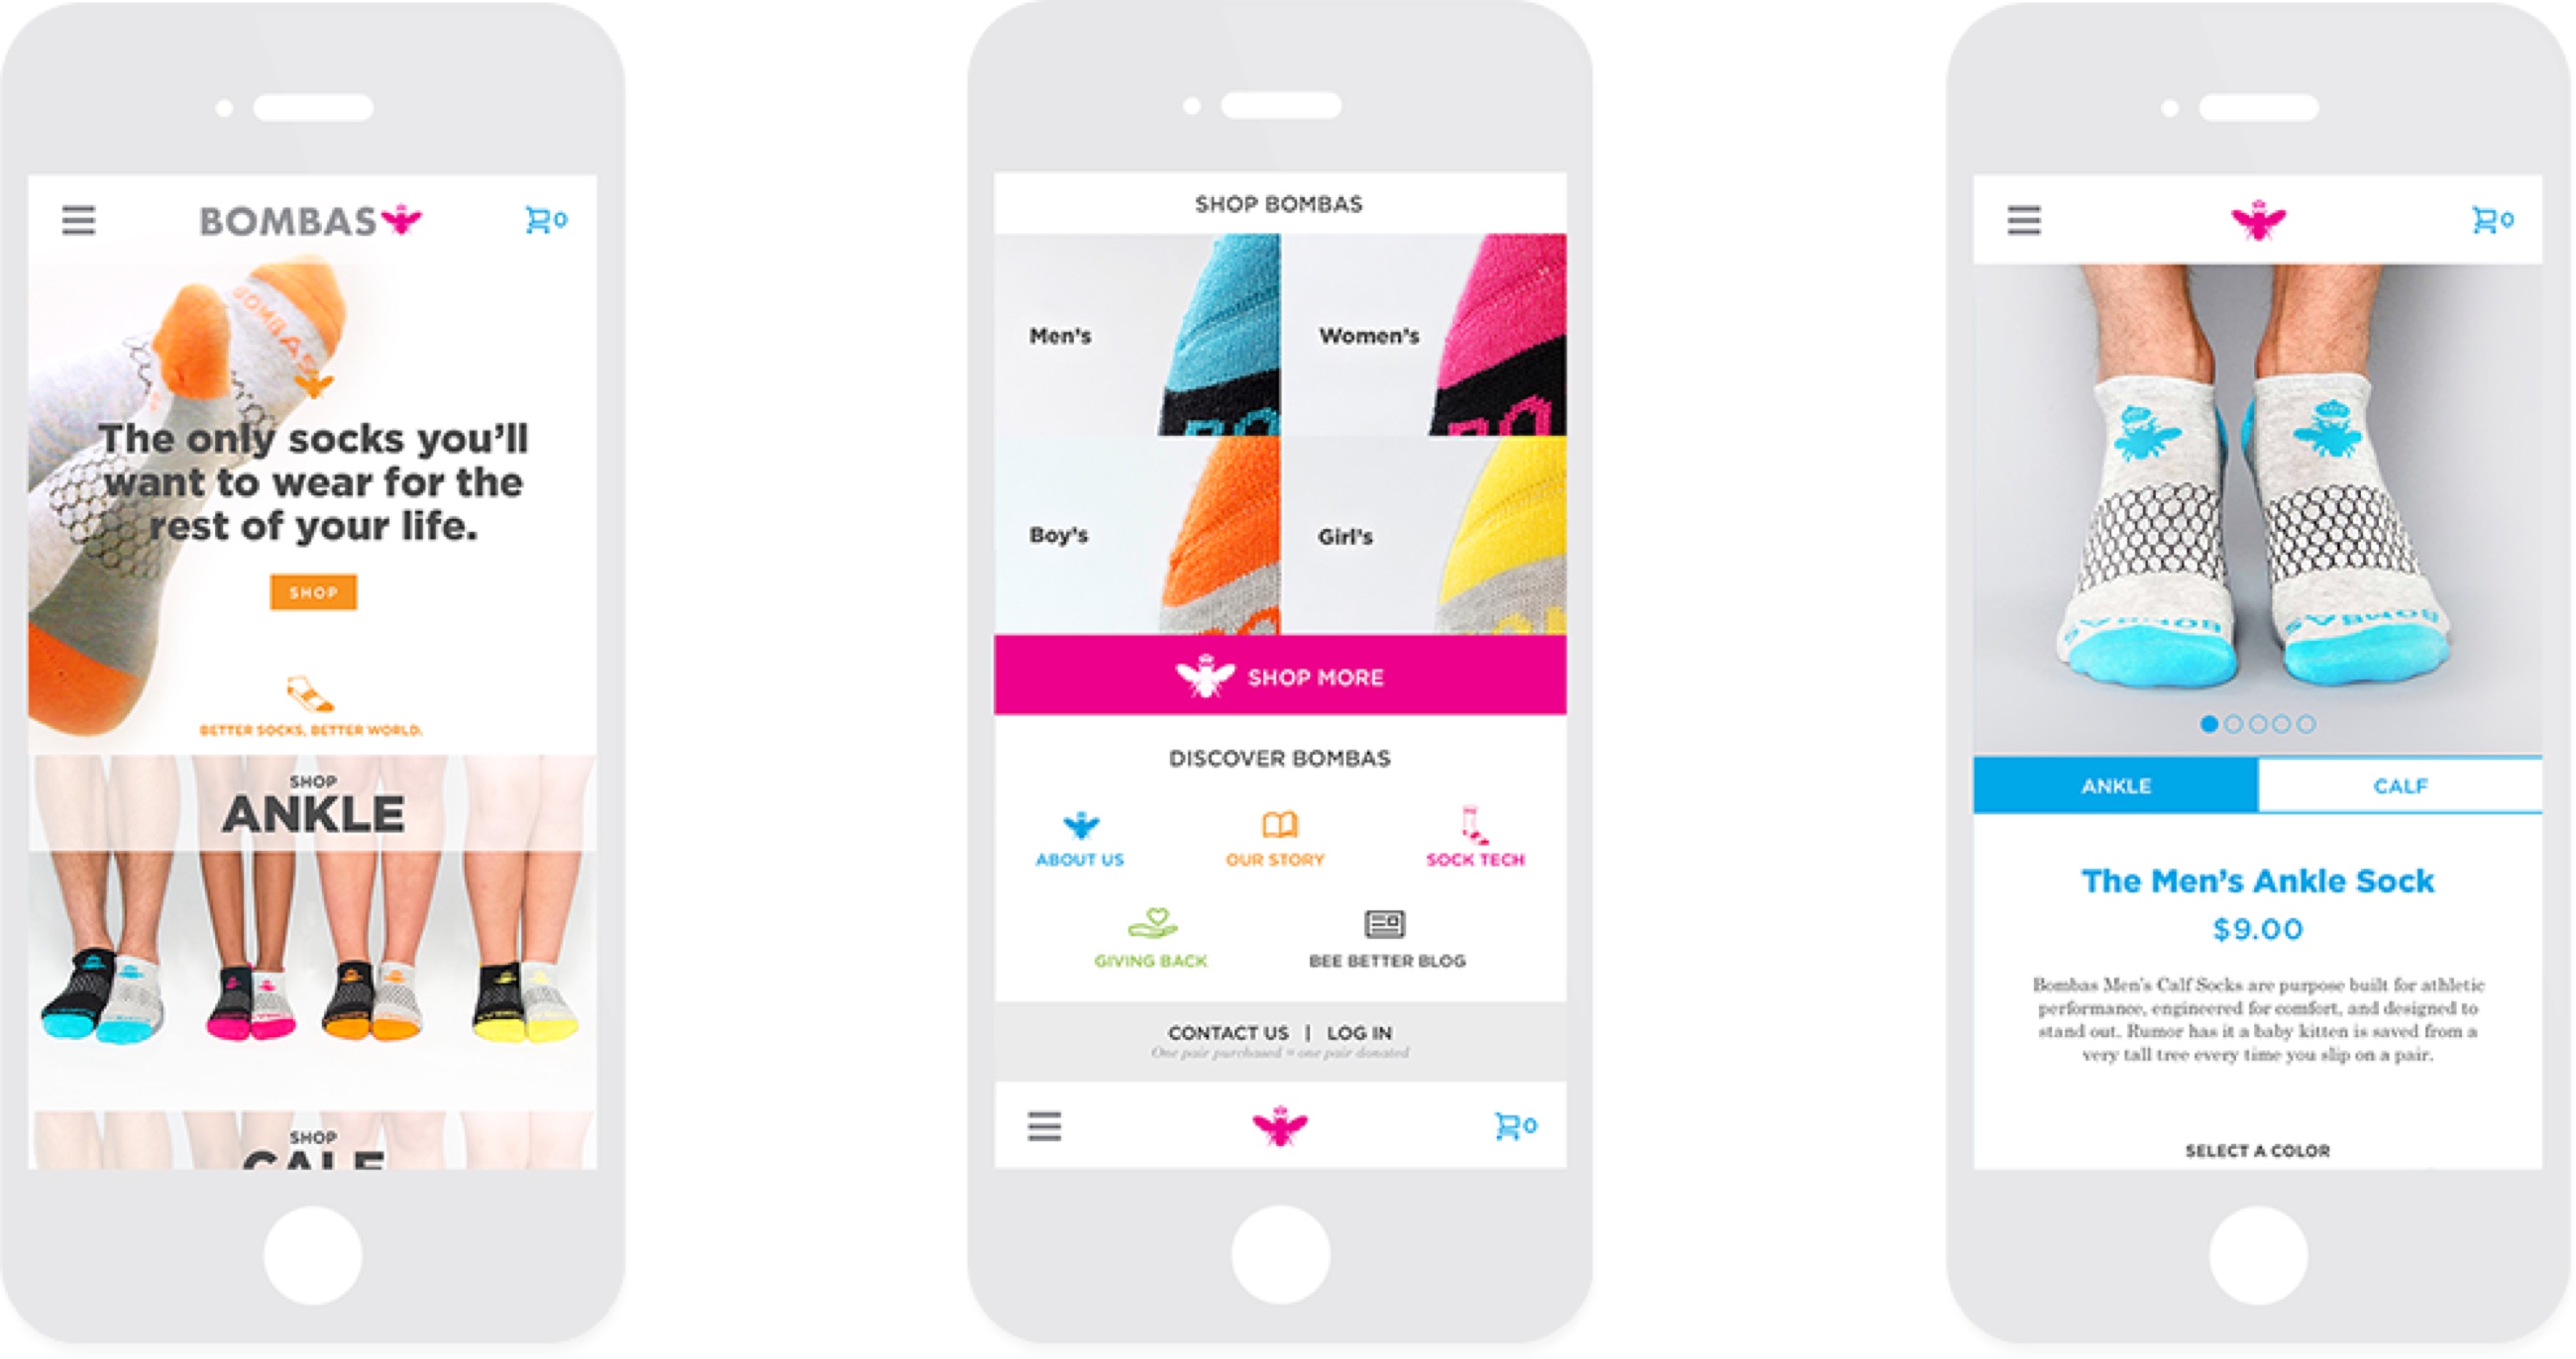 BOMBAS
0
BOMBAS
The only socks you'll
want to wear for the
rest of your life.
SHOP
BETTER SOCKS, BETTER WORLD.
SHOP
ANKLE
SHOP
CALF
SHOP BOMBAS
Men's
Women's
Boy's
Girl's
SHOP MORE
DISCOVER BOMBAS
ABOUT US
OUR STORY
SOCK TECH
GIVING BACK
BEE BETTER BLOG
CONTACT US | LOG IN
One pair purchased = one pair donated
0
0
BOMBAS
BOMBAS
ANKLE
CALF
The Men's Ankle Sock
$9.00
Bombas Men's Calf Socks are purpose built for athletic
performance, engineered for comfort, and designed to
stand out. Rumor has it a baby kitten is saved from a
very tall tree every time you slip on a pair.
SELECT A COLOR